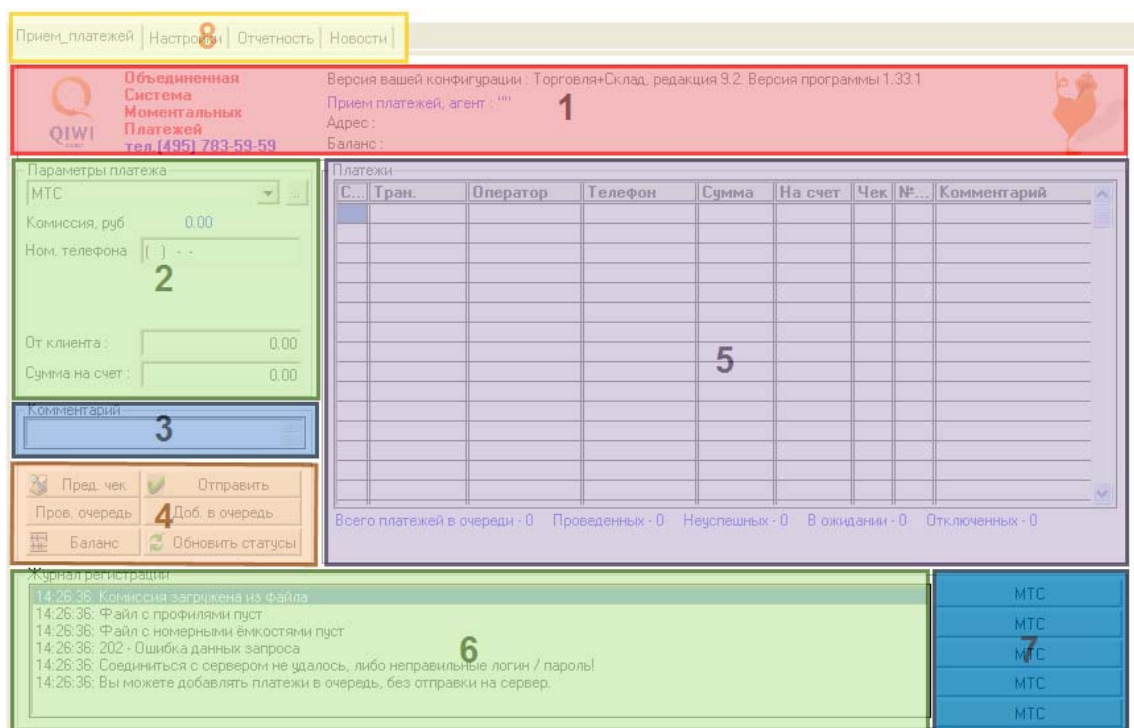 Прием_платежей Настройки Отчетность Новости
8
QIWI
Объединенная
Система
Моментальных
Платежей
тел.(495) 783-59-59
Версия вашей конфигурации : Торговля+Склад, редакция 9.2. Версия программы 1.33.1
Прием платежей, агент : ""
Адрес :
Баланс :
1
Параметры платежа
МТС
..
Комиссия, руб 0.00
Ном. телефона ( ) - -
2
От клиента : 0.00
Сумма на счет : 0.00
Комментарий
3
Пред. чек Отправить
Пров. очередь Доб. в очередь
4
Баланс Обновить статусы
Платежи
С... Тран. Оператор Телефон Сумма На счет Чек №... Комментарий
5
Всего платежей в очереди - 0 Проведенных - 0 Неуспешных - 0 В ожидании - 0 Отключенных - 0
Журнал регистрации
14:26:36: Комиссия загружена из файла
14:26:36: Файл с профилями пуст
14:26:36: Файл с номерными ёмкостями пуст
14:26:36: 202 - Ошибка данных запроса
14:26:36: Соединиться с сервером не удалось, либо неправильные логин / пароль!
14:26:36: Вы можете добавлять платежи в очередь, без отправки на сервер.
6
МТС
МТС
МТС
МТС
МТС
7